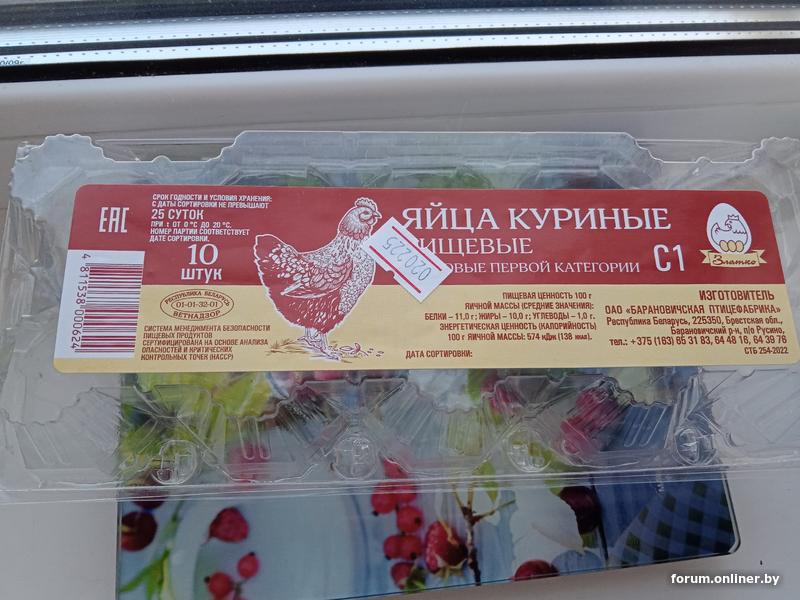 ЕАС
СРОК ГОДНОСТИ И УСЛОВИЯ ХРАНЕНИЯ:
С ДАТЫ СОРТИРОВКИ НЕ ПРЕВЫШАЮТ
25 СУТОК
ПРИ t ОТ 0 °С ДО 20 °С.
НОМЕР ПАРТИИ СООТВЕТСТВУЕТ
ДАТЕ СОРТИРОВКИ.
10
ШТУК
4 811538 000624
РЕСПУБЛИКА БЕЛАРУСЬ
01-01-32-01
ВЕТНАДЗОР
СИСТЕМА МЕНЕДЖМЕНТА БЕЗОПАСНОСТИ
ПИЩЕВЫХ ПРОДУКТОВ
СЕРТИФИЦИРОВАНА НА ОСНОВЕ АНАЛИЗА
ОПАСНОСТЕЙ И КРИТИЧЕСКИХ
КОНТРОЛЬНЫХ ТОЧЕК (НАССР)
020225
ЯЙЦА КУРИНЫЕ
ИЩЕВЫЕ
ОВЫЕ ПЕРВОЙ КАТЕГОРИИ
С1
Златко
ПИЩЕВАЯ ЦЕННОСТЬ 100 г
ЯИЧНОЙ МАССЫ (СРЕДНИЕ ЗНАЧЕНИЯ):
БЕЛКИ – 11,0 г; ЖИРЫ – 10,0 г; УГЛЕВОДЫ – 1,0 г.
ЭНЕРГЕТИЧЕСКАЯ ЦЕННОСТЬ (КАЛОРИЙНОСТЬ)
100 г ЯИЧНОЙ МАССЫ: 574 кДж (138 ккал).
ДАТА СОРТИРОВКИ:
ИЗГОТОВИТЕЛЬ
ОАО «БАРАНОВИЧСКАЯ ПТИЦЕФАБРИКА»
Республика Беларусь, 225350, Брестская обл.,
Барановичский р-н, п/о Русино,
тел.: +375 (163) 65 31 83, 64 48 16, 64 39 76
СТБ 254-2022
forum.onliner.by